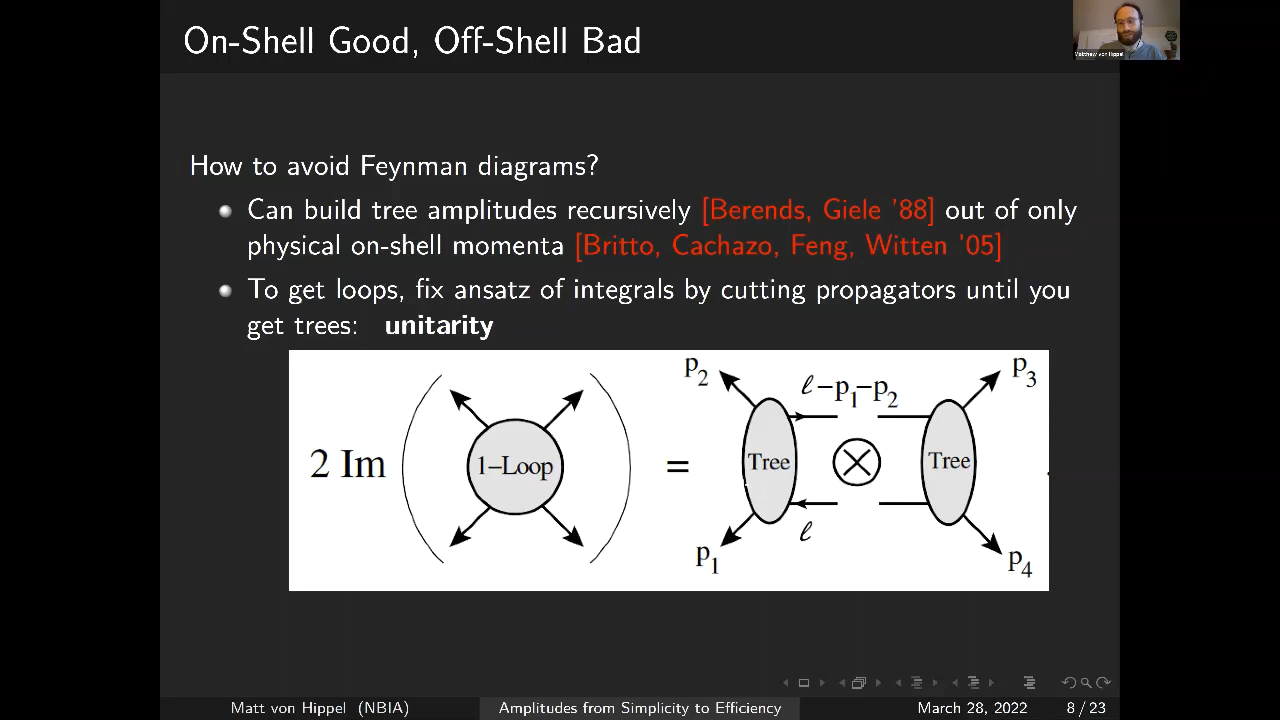 On-Shell Good, Off-Shell Bad
Matthew von Hippel
How to avoid Feynman diagrams?
Can build tree amplitudes recursively [Berends, Giele '88] out of only
physical on-shell momenta [Britto, Cachazo, Feng, Witten '05]
To get loops, fix ansatz of integrals by cutting propagators until you
get trees: unitarity
p2 ℓ−p1−p2 p3
2 Im ( 1−Loop ) = Tree ⊗ Tree .
p1 ℓ p4
Matt von Hippel (NBIA) Amplitudes from Simplicity to Efficiency March 28, 2022 8 / 23